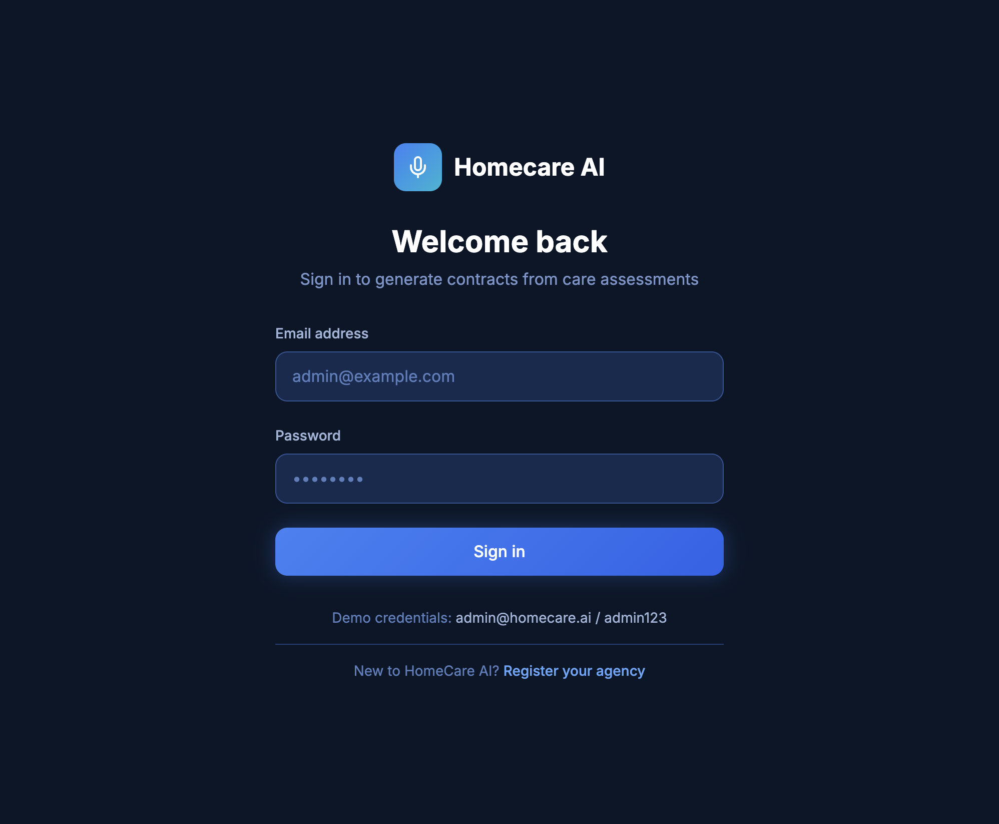 Homecare AI
Welcome back
Sign in to generate contracts from care assessments
Email address
admin@example.com
Password
••••••••
Sign in
Demo credentials: admin@homecare.ai / admin123
New to HomeCare AI? Register your agency